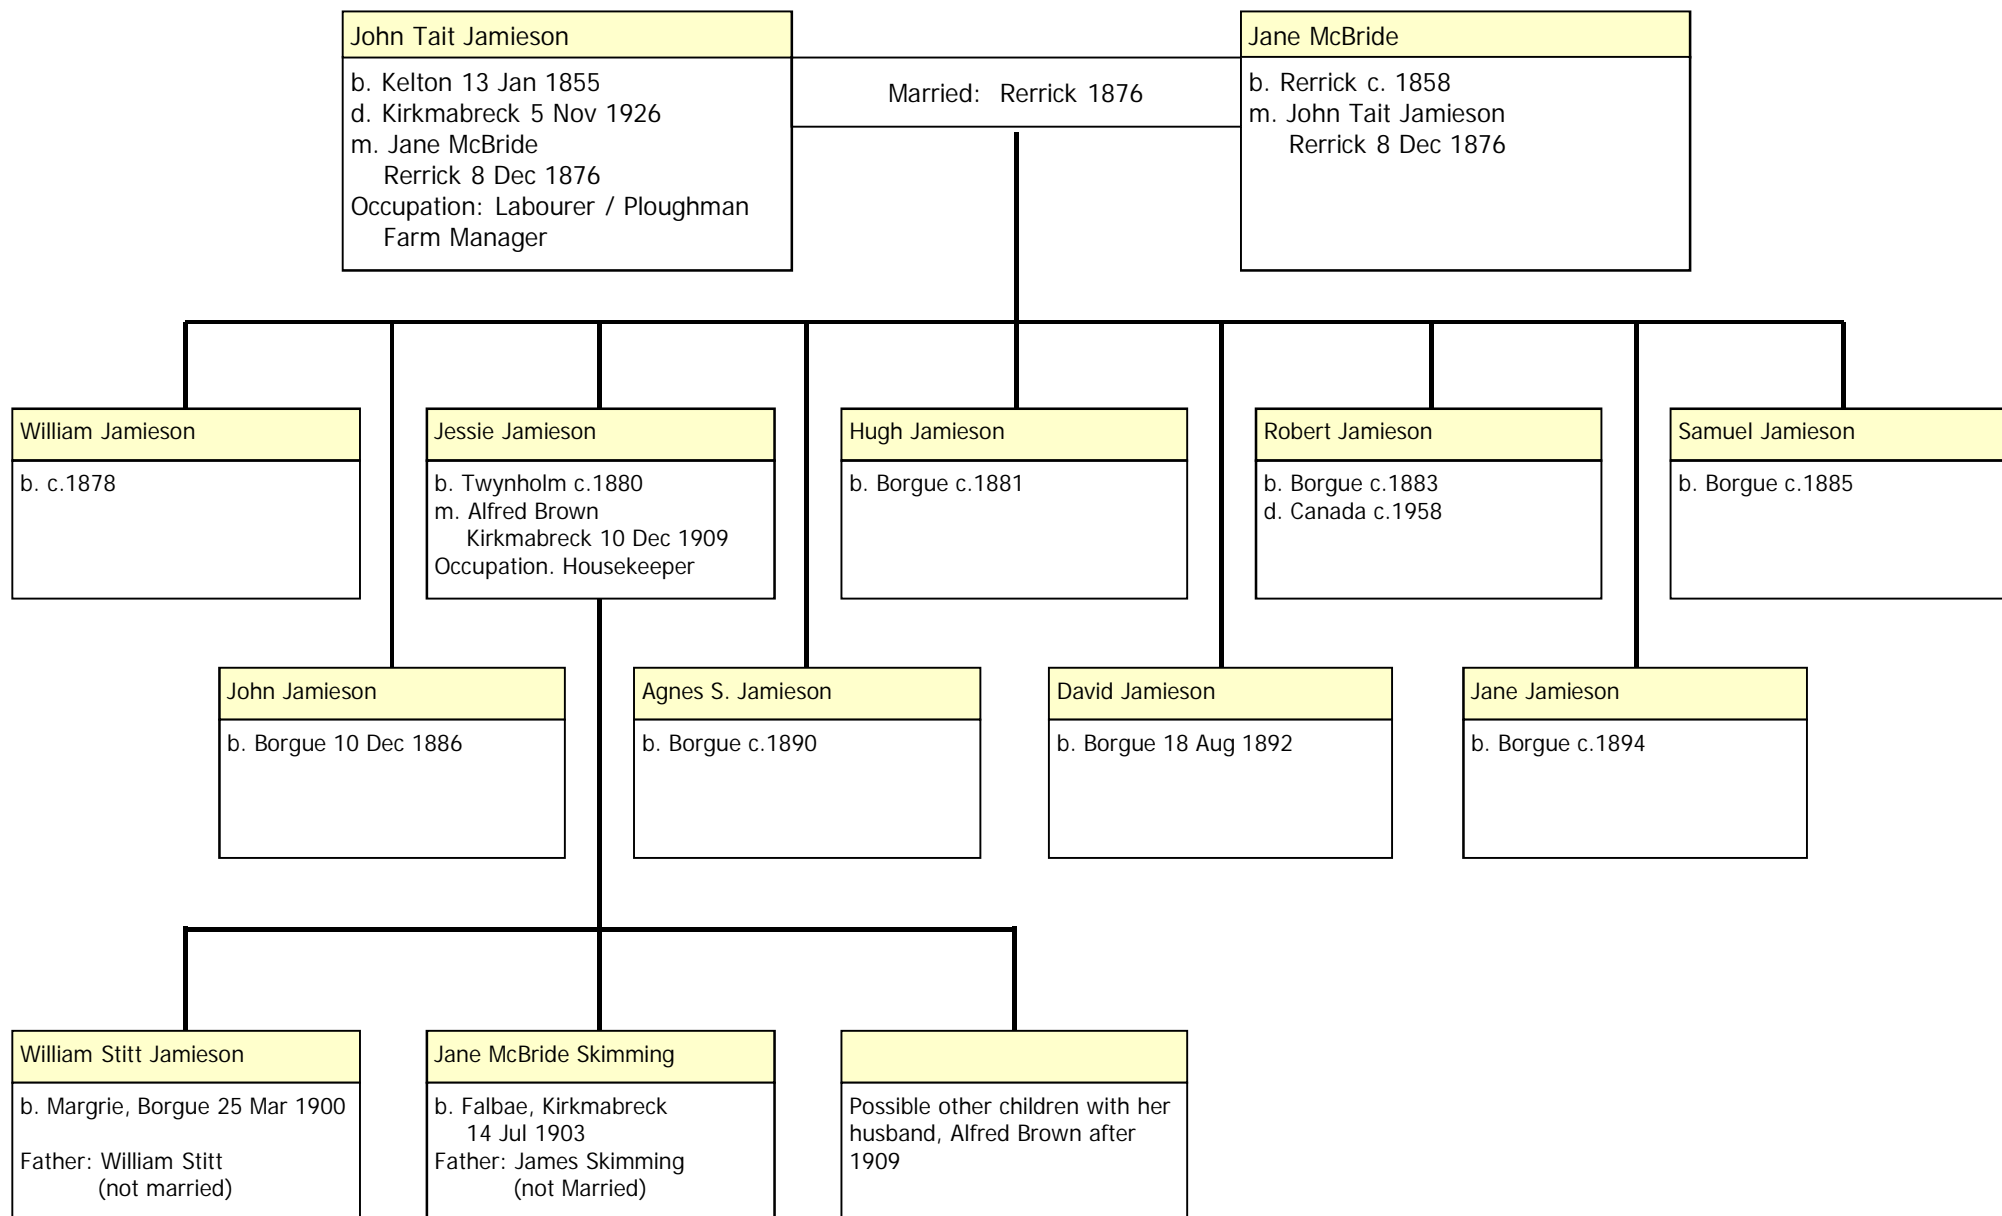 John Tait Jamieson
b. Kelton 13 Jan 1855
d. Kirkmabreck 5 Nov 1926
m. Jane McBride
Rerrick 8 Dec 1876
Occupation: Labourer / Ploughman
Farm Manager
Married: Rerrick 1876
Jane McBride
b. Rerrick c. 1858
m. John Tait Jamieson
Rerrick 8 Dec 1876
William Jamieson
b. c.1878
Jessie Jamieson
b. Twynholm c.1880
m. Alfred Brown
Kirkmabreck 10 Dec 1909
Occupation. Housekeeper
Hugh Jamieson
b. Borgue c.1881
Robert Jamieson
b. Borgue c.1883
d. Canada c.1958
Samuel Jamieson
b. Borgue c.1885
John Jamieson
b. Borgue 10 Dec 1886
Agnes S. Jamieson
b. Borgue c.1890
David Jamieson
b. Borgue 18 Aug 1892
Jane Jamieson
b. Borgue c.1894
William Stitt Jamieson
b. Margrie, Borgue 25 Mar 1900
Father: William Stitt
(not married)
Jane McBride Skimming
b. Falbae, Kirkmabreck
14 Jul 1903
Father: James Skimming
(not Married)
Possible other children with her
husband, Alfred Brown after
1909